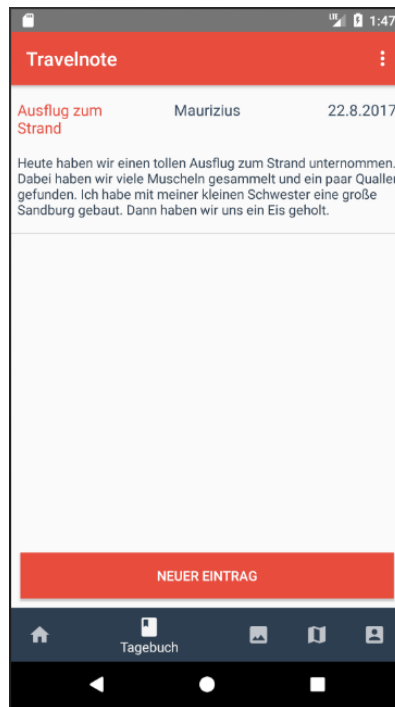 LTE 1:47
Travelnote
Ausflug zum Maurizius 22.8.2017
Strand
Heute haben wir einen tollen Ausflug zum Strand unternommen.
Dabei haben wir viele Muscheln gesammelt und ein paar Quallen
gefunden. Ich habe mit meiner kleinen Schwester eine große
Sandburg gebaut. Dann haben wir uns ein Eis geholt.
NEUER EINTRAG
Tagebuch